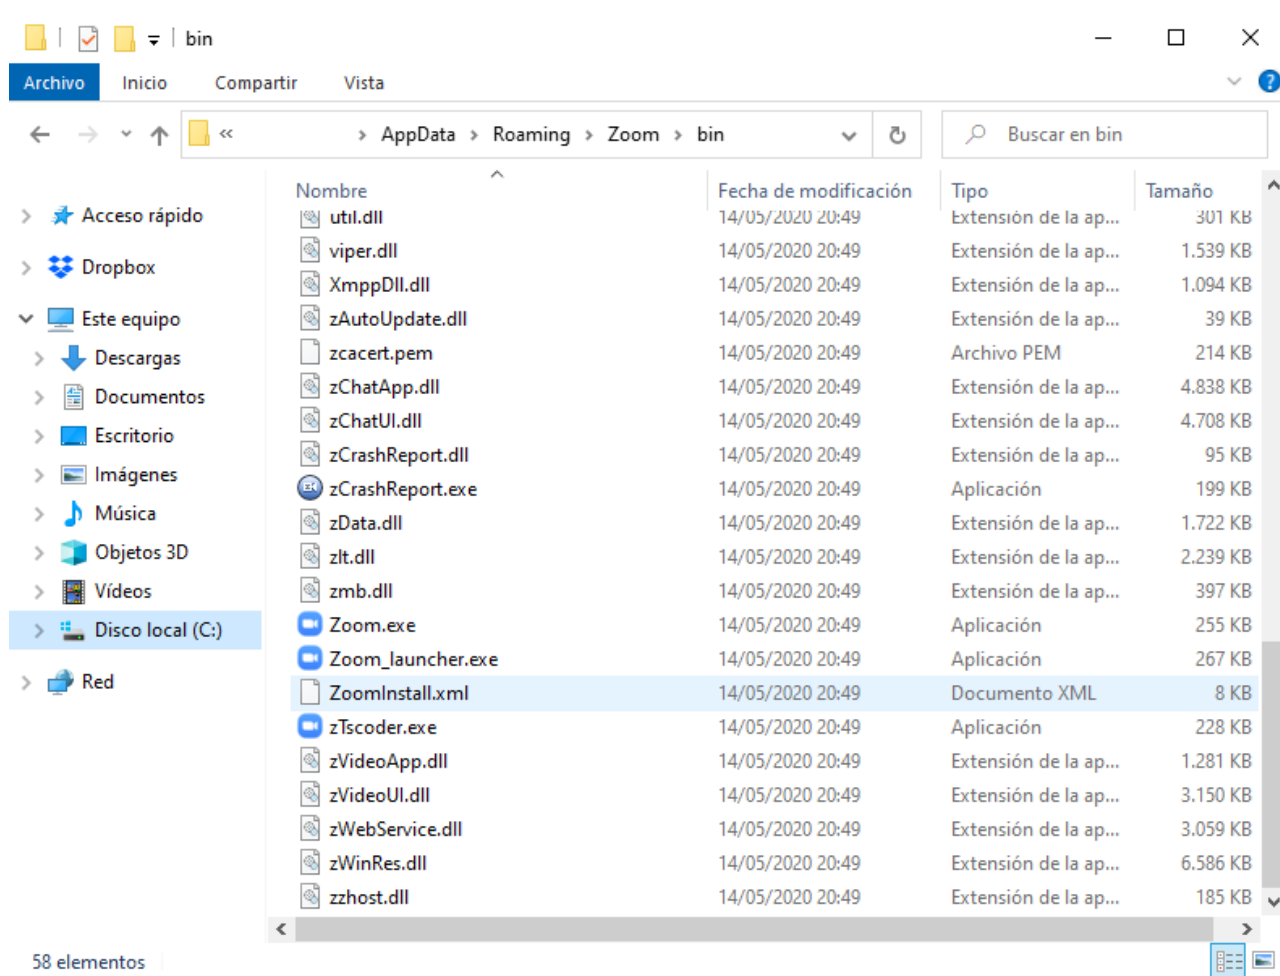 bin
Archivo Inicio Compartir Vista
« > AppData > Roaming > Zoom > bin Buscar en bin
Nombre Fecha de modificación Tipo Tamaño
Acceso rápido
Dropbox
Este equipo
Descargas
Documentos
Escritorio
Imágenes
Música
Objetos 3D
Vídeos
Disco local (C:)
Red
util.dll 14/05/2020 20:49 Extensión de la ap... 301 KB
viper.dll 14/05/2020 20:49 Extensión de la ap... 1.539 KB
XmppDll.dll 14/05/2020 20:49 Extensión de la ap... 1.094 KB
zAutoUpdate.dll 14/05/2020 20:49 Extensión de la ap... 39 KB
zcacert.pem 14/05/2020 20:49 Archivo PEM 214 KB
zChatApp.dll 14/05/2020 20:49 Extensión de la ap... 4.838 KB
zChatUI.dll 14/05/2020 20:49 Extensión de la ap... 4.708 KB
zCrashReport.dll 14/05/2020 20:49 Extensión de la ap... 95 KB
zCrashReport.exe 14/05/2020 20:49 Aplicación 199 KB
zData.dll 14/05/2020 20:49 Extensión de la ap... 1.722 KB
zlt.dll 14/05/2020 20:49 Extensión de la ap... 2.239 KB
zmb.dll 14/05/2020 20:49 Extensión de la ap... 397 KB
Zoom.exe 14/05/2020 20:49 Aplicación 255 KB
Zoom_launcher.exe 14/05/2020 20:49 Aplicación 267 KB
ZoomInstall.xml 14/05/2020 20:49 Documento XML 8 KB
zTscoder.exe 14/05/2020 20:49 Aplicación 228 KB
zVideoApp.dll 14/05/2020 20:49 Extensión de la ap... 1.281 KB
zVideoUI.dll 14/05/2020 20:49 Extensión de la ap... 3.150 KB
zWebService.dll 14/05/2020 20:49 Extensión de la ap... 3.059 KB
zWinRes.dll 14/05/2020 20:49 Extensión de la ap... 6.586 KB
zzhost.dll 14/05/2020 20:49 Extensión de la ap... 185 KB
58 elementos